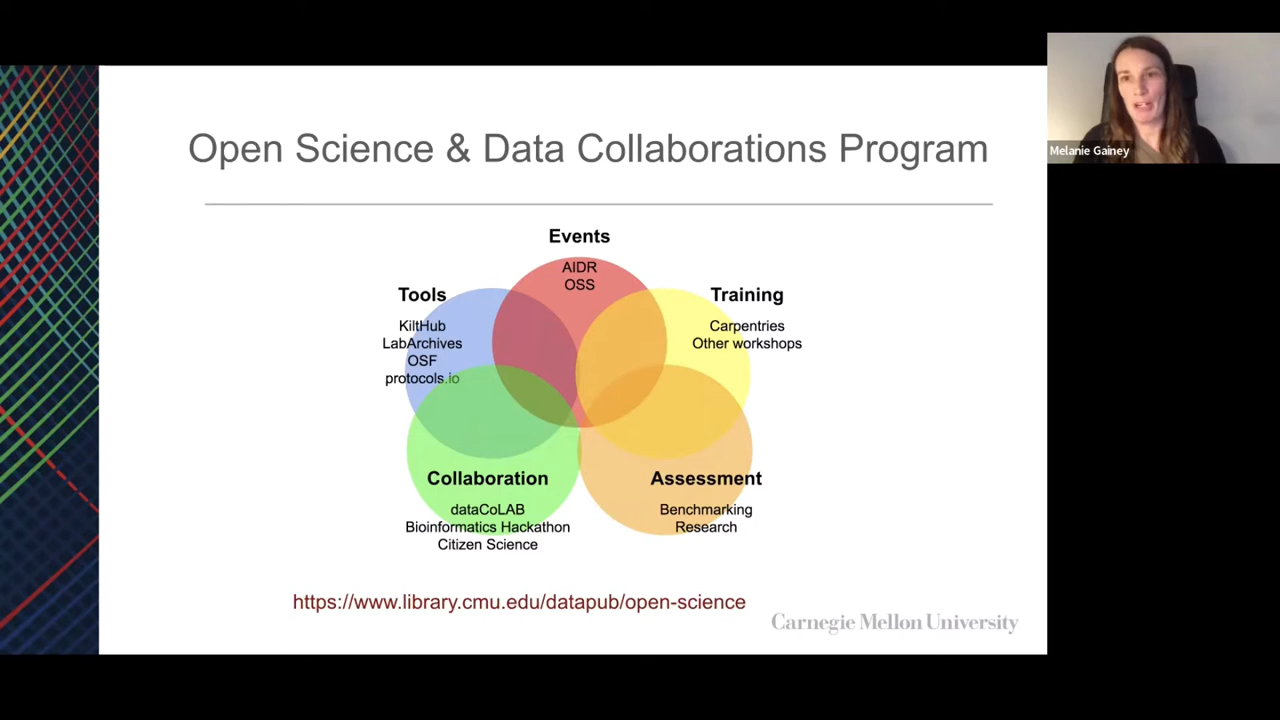 Open Science & Data Collaborations Program
Melanie Gainey
Events
AIDR
OSS
Tools
KiltHub
LabArchives
OSF
protocols.io
Training
Carpentries
Other workshops
Collaboration
dataCoLAB
Bioinformatics Hackathon
Citizen Science
Assessment
Benchmarking
Research
https://www.library.cmu.edu/datapub/open-science
Carnegie Mellon University